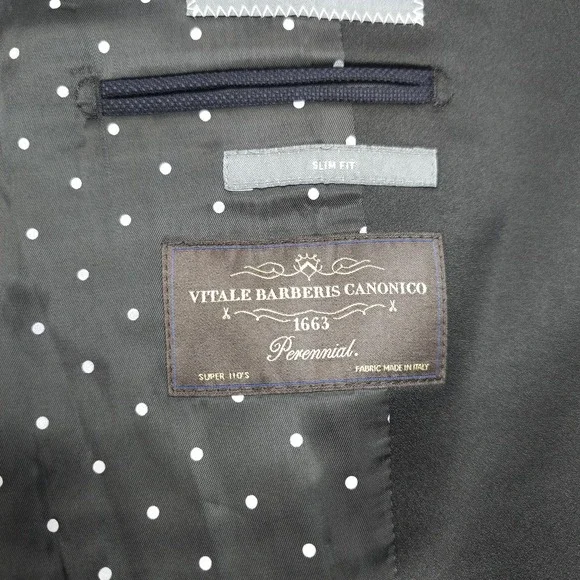 SLIM FIT
VITALE BARBERIS CANONICO
1663
Perennial.
SUPER 110'S
FABRIC MADE IN ITALY